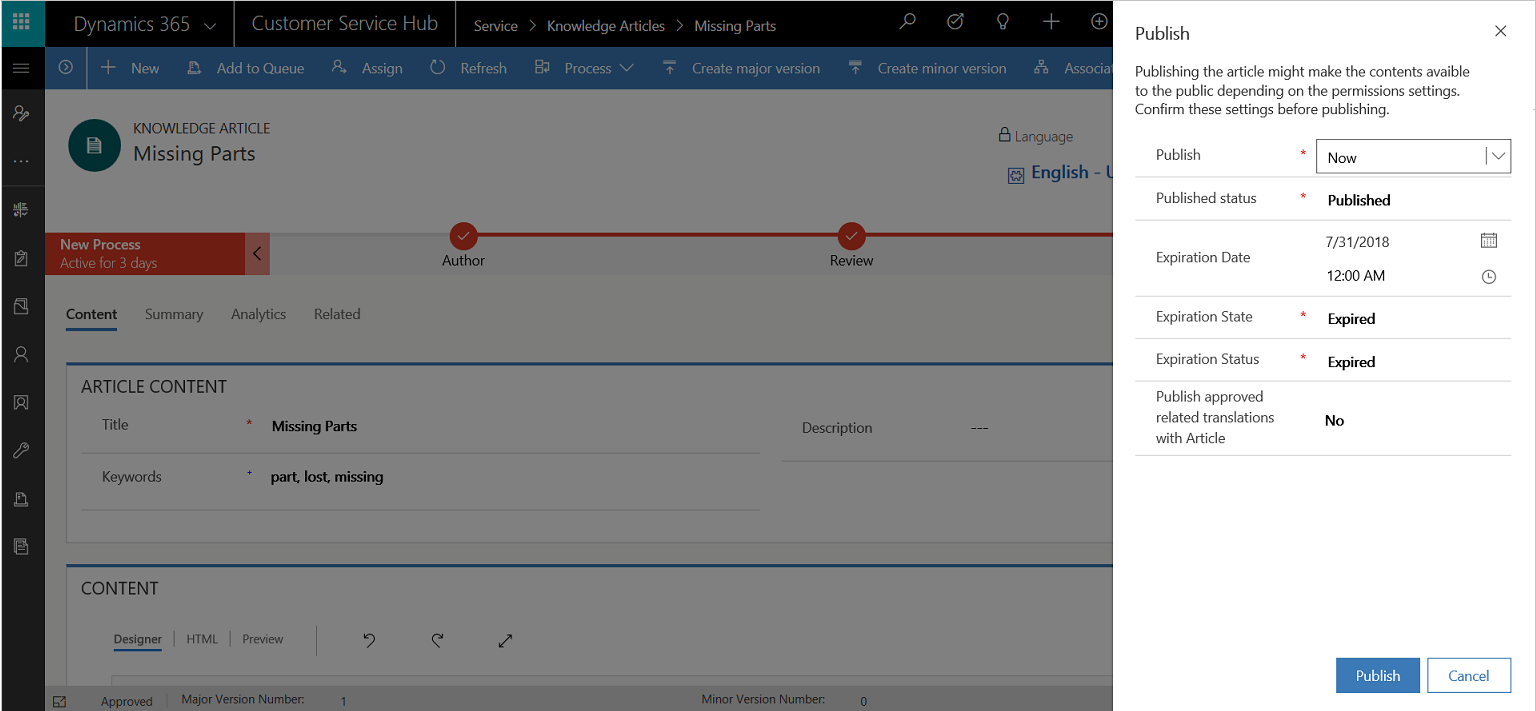 Dynamics 365
Customer Service Hub
Service > Knowledge Articles > Missing Parts
New
Add to Queue
Assign
Refresh
Process
Create major version
Create minor version
Associat
KNOWLEDGE ARTICLE
Missing Parts
Language
English - U
New Process
Active for 3 days
Author
Review
Content
Summary
Analytics
Related
ARTICLE CONTENT
Title * Missing Parts
Keywords + part, lost, missing
Description ---
CONTENT
Designer | HTML | Preview
Approved
Major Version Number: 1
Minor Version Number: 0
Publish
Publishing the article might make the contents avaible
to the public depending on the permissions settings.
Confirm these settings before publishing.
Publish * Now
Published status * Published
Expiration Date
7/31/2018
12:00 AM
Expiration State * Expired
Expiration Status * Expired
Publish approved
related translations
with Article
No
Publish
Cancel